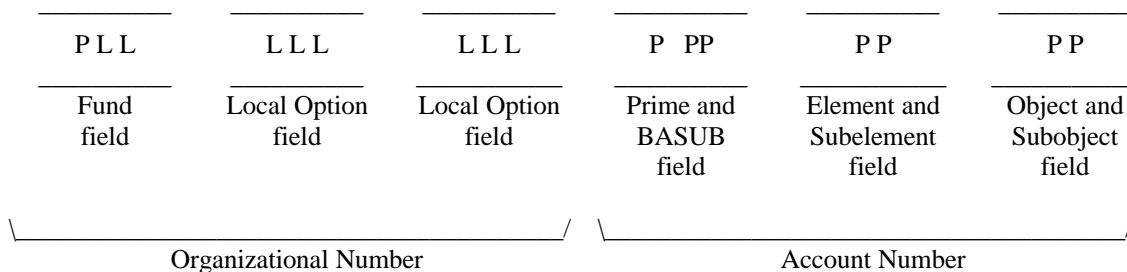 P L L L L L L L L P PP P P P P
Fund Local Option Local Option Prime and Element and Object and
field field field BASUB Subelement Subobject
field field field
Organizational Number Account Number